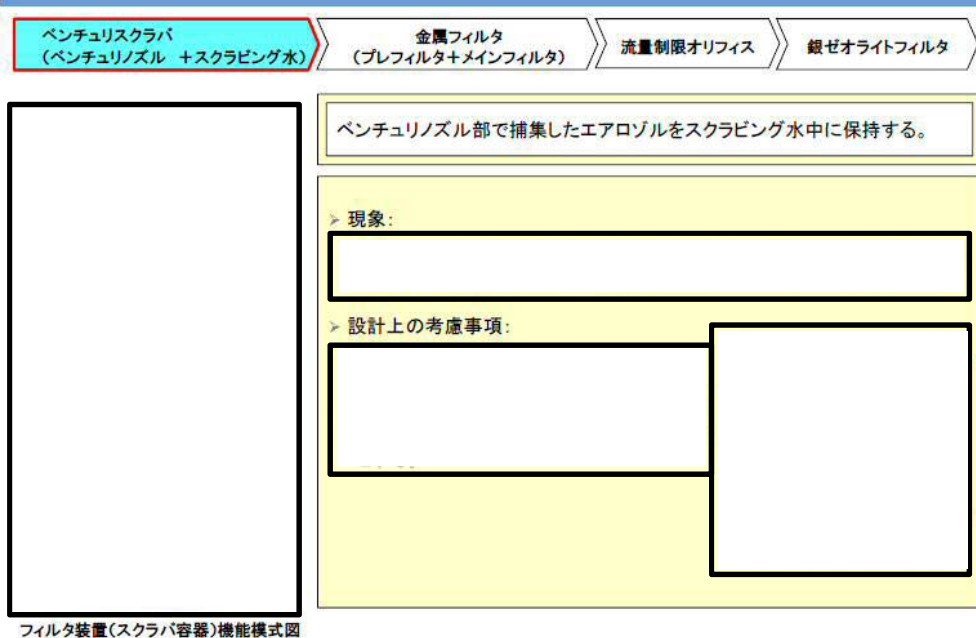 ベンチュリスクラバ
(ベンチュリノズル +スクラビング水)
金属フィルタ
(プレフィルタ+メインフィルタ)
流量制限オリフィス
銀ゼオライトフィルタ
ベンチュリノズル部で捕集したエアロゾルをスクラビング水中に保持する。
➢ 現象:
➢ 設計上の考慮事項:
フィルタ装置(スクラバ容器)機能模式図